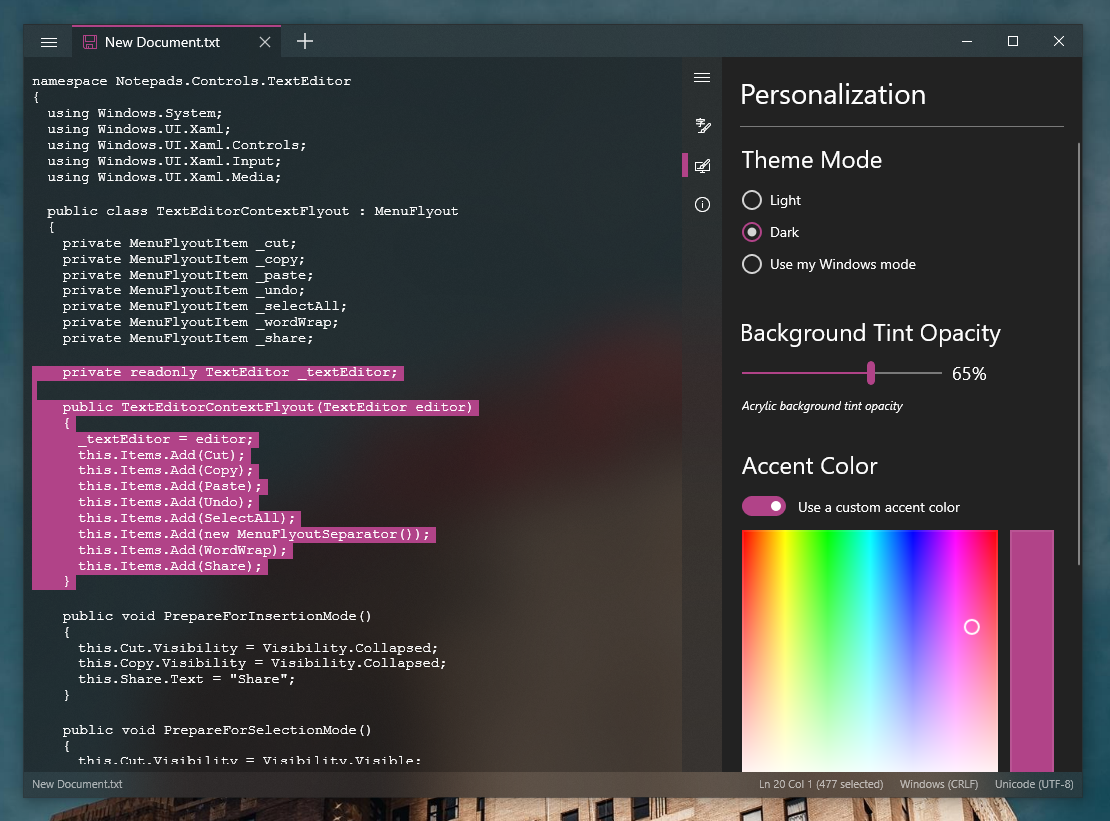 New Document.txt
namespace Notepads.Controls.TextEditor
{
using Windows.System;
using Windows.UI.Xaml;
using Windows.UI.Xaml.Controls;
using Windows.UI.Xaml.Input;
using Windows.UI.Xaml.Media;
public class TextEditorContextFlyout : MenuFlyout
{
private MenuFlyoutItem _cut;
private MenuFlyoutItem _copy;
private MenuFlyoutItem _paste;
private MenuFlyoutItem _undo;
private MenuFlyoutItem _selectAll;
private MenuFlyoutItem _wordWrap;
private MenuFlyoutItem _share;
private readonly TextEditor _textEditor;
public TextEditorContextFlyout(TextEditor editor)
{
_textEditor = editor;
this.Items.Add(Cut);
this.Items.Add(Copy);
this.Items.Add(Paste);
this.Items.Add(Undo);
this.Items.Add(SelectAll);
this.Items.Add(new MenuFlyoutSeparator());
this.Items.Add(WordWrap);
this.Items.Add(Share);
}
public void PrepareForInsertionMode()
{
this.Cut.Visibility = Visibility.Collapsed;
this.Copy.Visibility = Visibility.Collapsed;
this.Share.Text = "Share";
}
public void PrepareForSelectionMode()
{
this.Cut.Visibility = Visibility.Visible;
Personalization
Theme Mode
Light
Dark
Use my Windows mode
Background Tint Opacity
65%
Acrylic background tint opacity
Accent Color
Use a custom accent color
New Document.txt
Ln 20 Col 1 (477 selected)
Windows (CRLF)
Unicode (UTF-8)